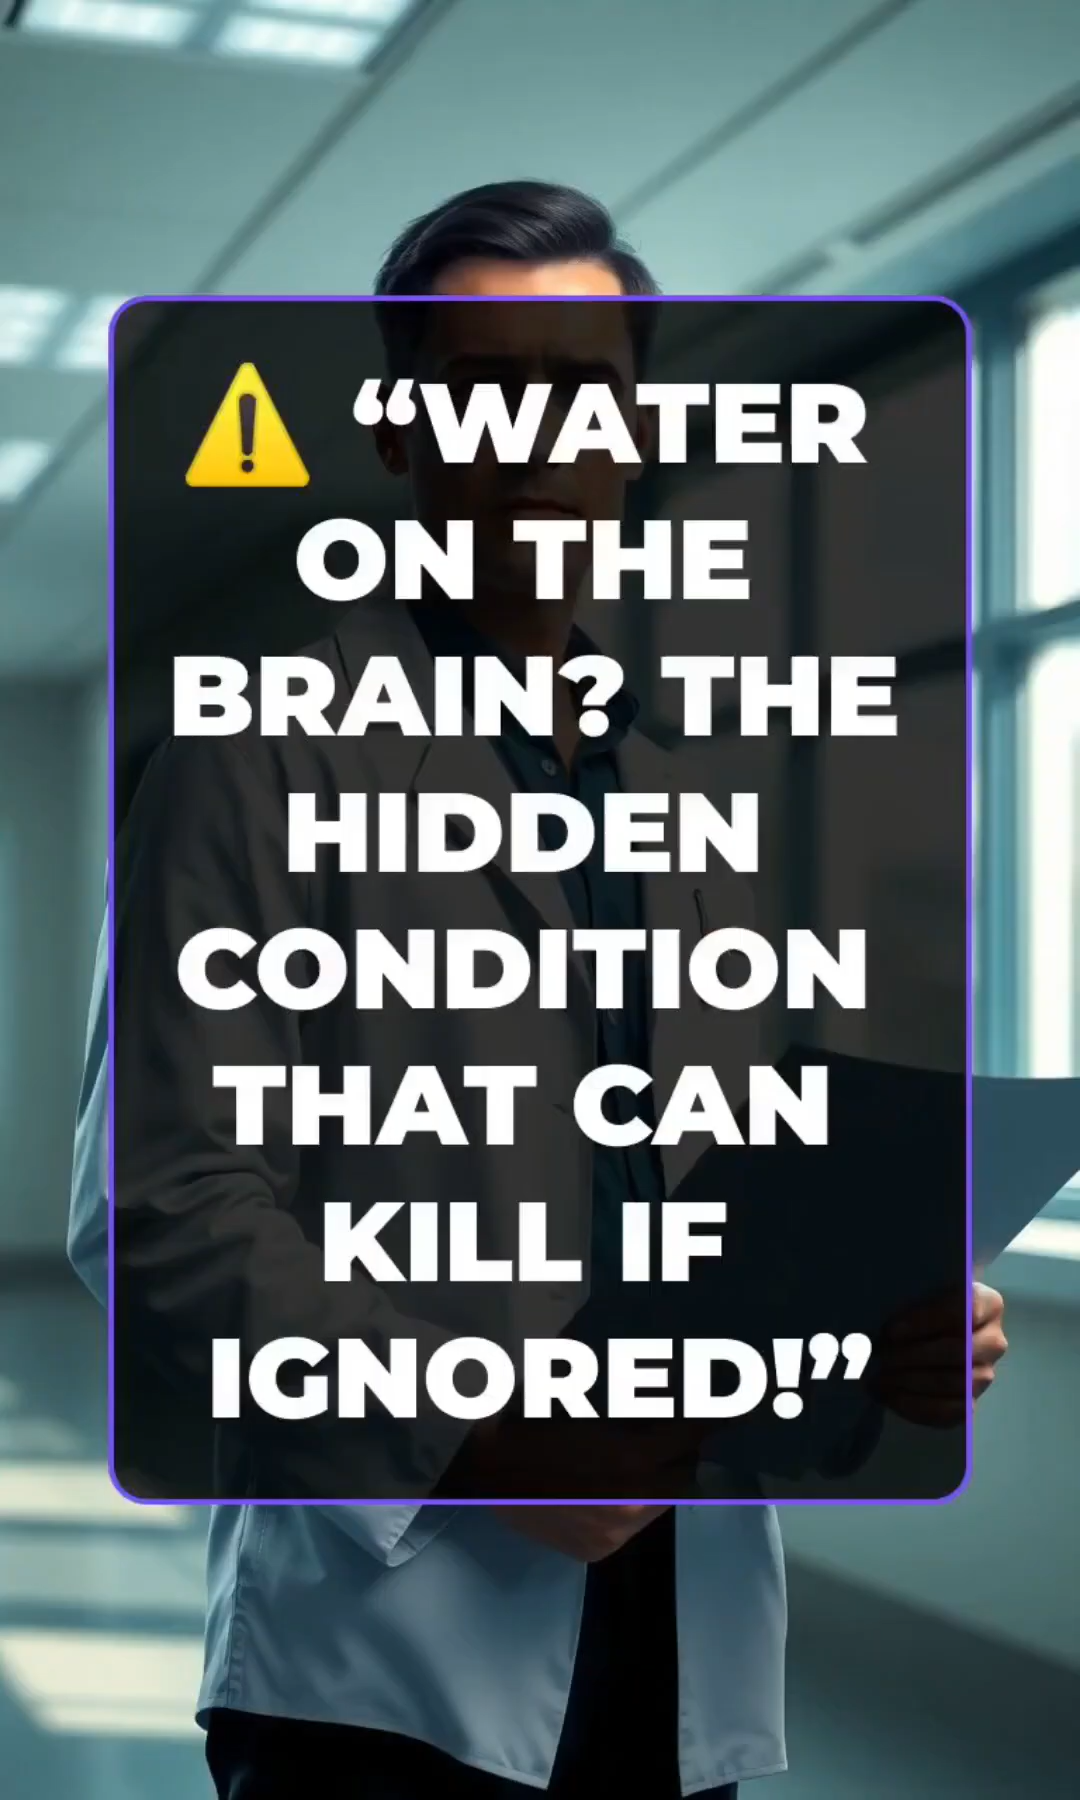 ⚠️ “WATER
ON THE
BRAIN? THE
HIDDEN
CONDITION
THAT CAN
KILL IF
IGNORED!”